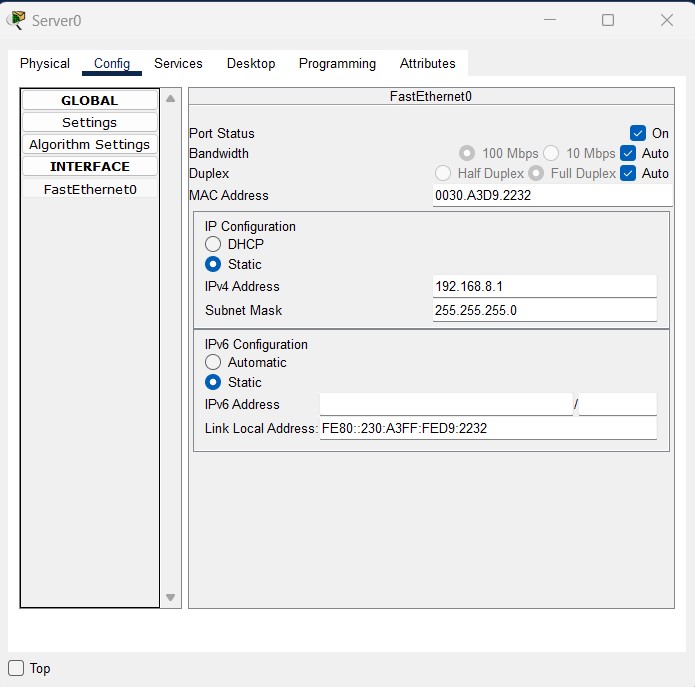 Server0
Physical Config Services Desktop Programming Attributes
GLOBAL
Settings
Algorithm Settings
INTERFACE
FastEthernet0
FastEthernet0
Port Status On
Bandwidth 100 Mbps 10 Mbps Auto
Duplex Half Duplex Full Duplex Auto
MAC Address 0030.A3D9.2232
IP Configuration
DHCP
Static
IPv4 Address 192.168.8.1
Subnet Mask 255.255.255.0
IPv6 Configuration
Automatic
Static
IPv6 Address /
Link Local Address: FE80::230:A3FF:FED9:2232
Top